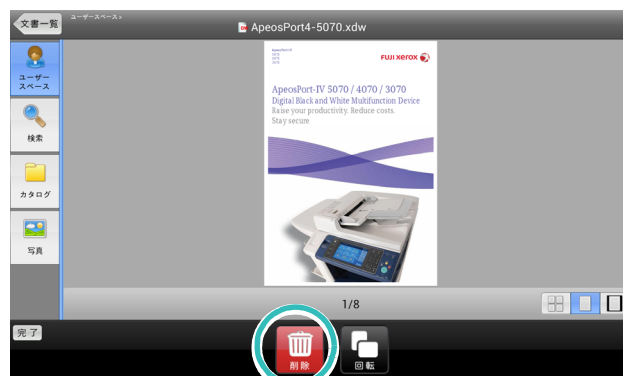 文書一覧
ユーザースペース>
ApeosPort4-5070.xdw
ユーザー
スペース
検索
カタログ
写真
FUJI XEROX
ApeosPort-IV 5070 / 4070 / 3070
Digital Black and White Multifunction Device
Raise your productivity. Reduce costs.
Stay secure
1/8
完了
削除
回転